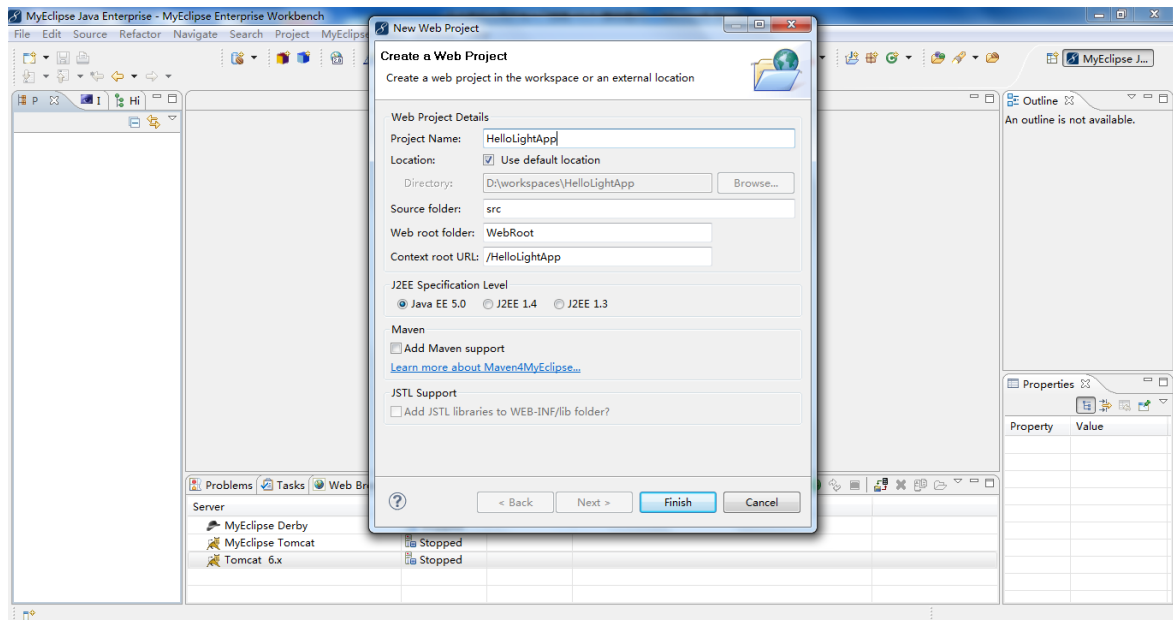 MyEclipse Java Enterprise - MyEclipse Enterprise Workbench
File Edit Source Refactor Navigate Search Project MyEclipse
MyEclipse J...
P
I
Hi
Outline
An outline is not available.
Properties
Property Value
Problems Tasks Web Br
Server
MyEclipse Derby
MyEclipse Tomcat Stopped
Tomcat 6.x Stopped
New Web Project
Create a Web Project
Create a web project in the workspace or an external location
Web Project Details
Project Name: HelloLightApp
Location: Use default location
Directory: D:\workspaces\HelloLightApp Browse...
Source folder: src
Web root folder: WebRoot
Context root URL: /HelloLightApp
J2EE Specification Level
Java EE 5.0 J2EE 1.4 J2EE 1.3
Maven
Add Maven support
Learn more about Maven4MyEclipse...
JSTL Support
Add JSTL libraries to WEB-INF/lib folder?
< Back Next > Finish Cancel